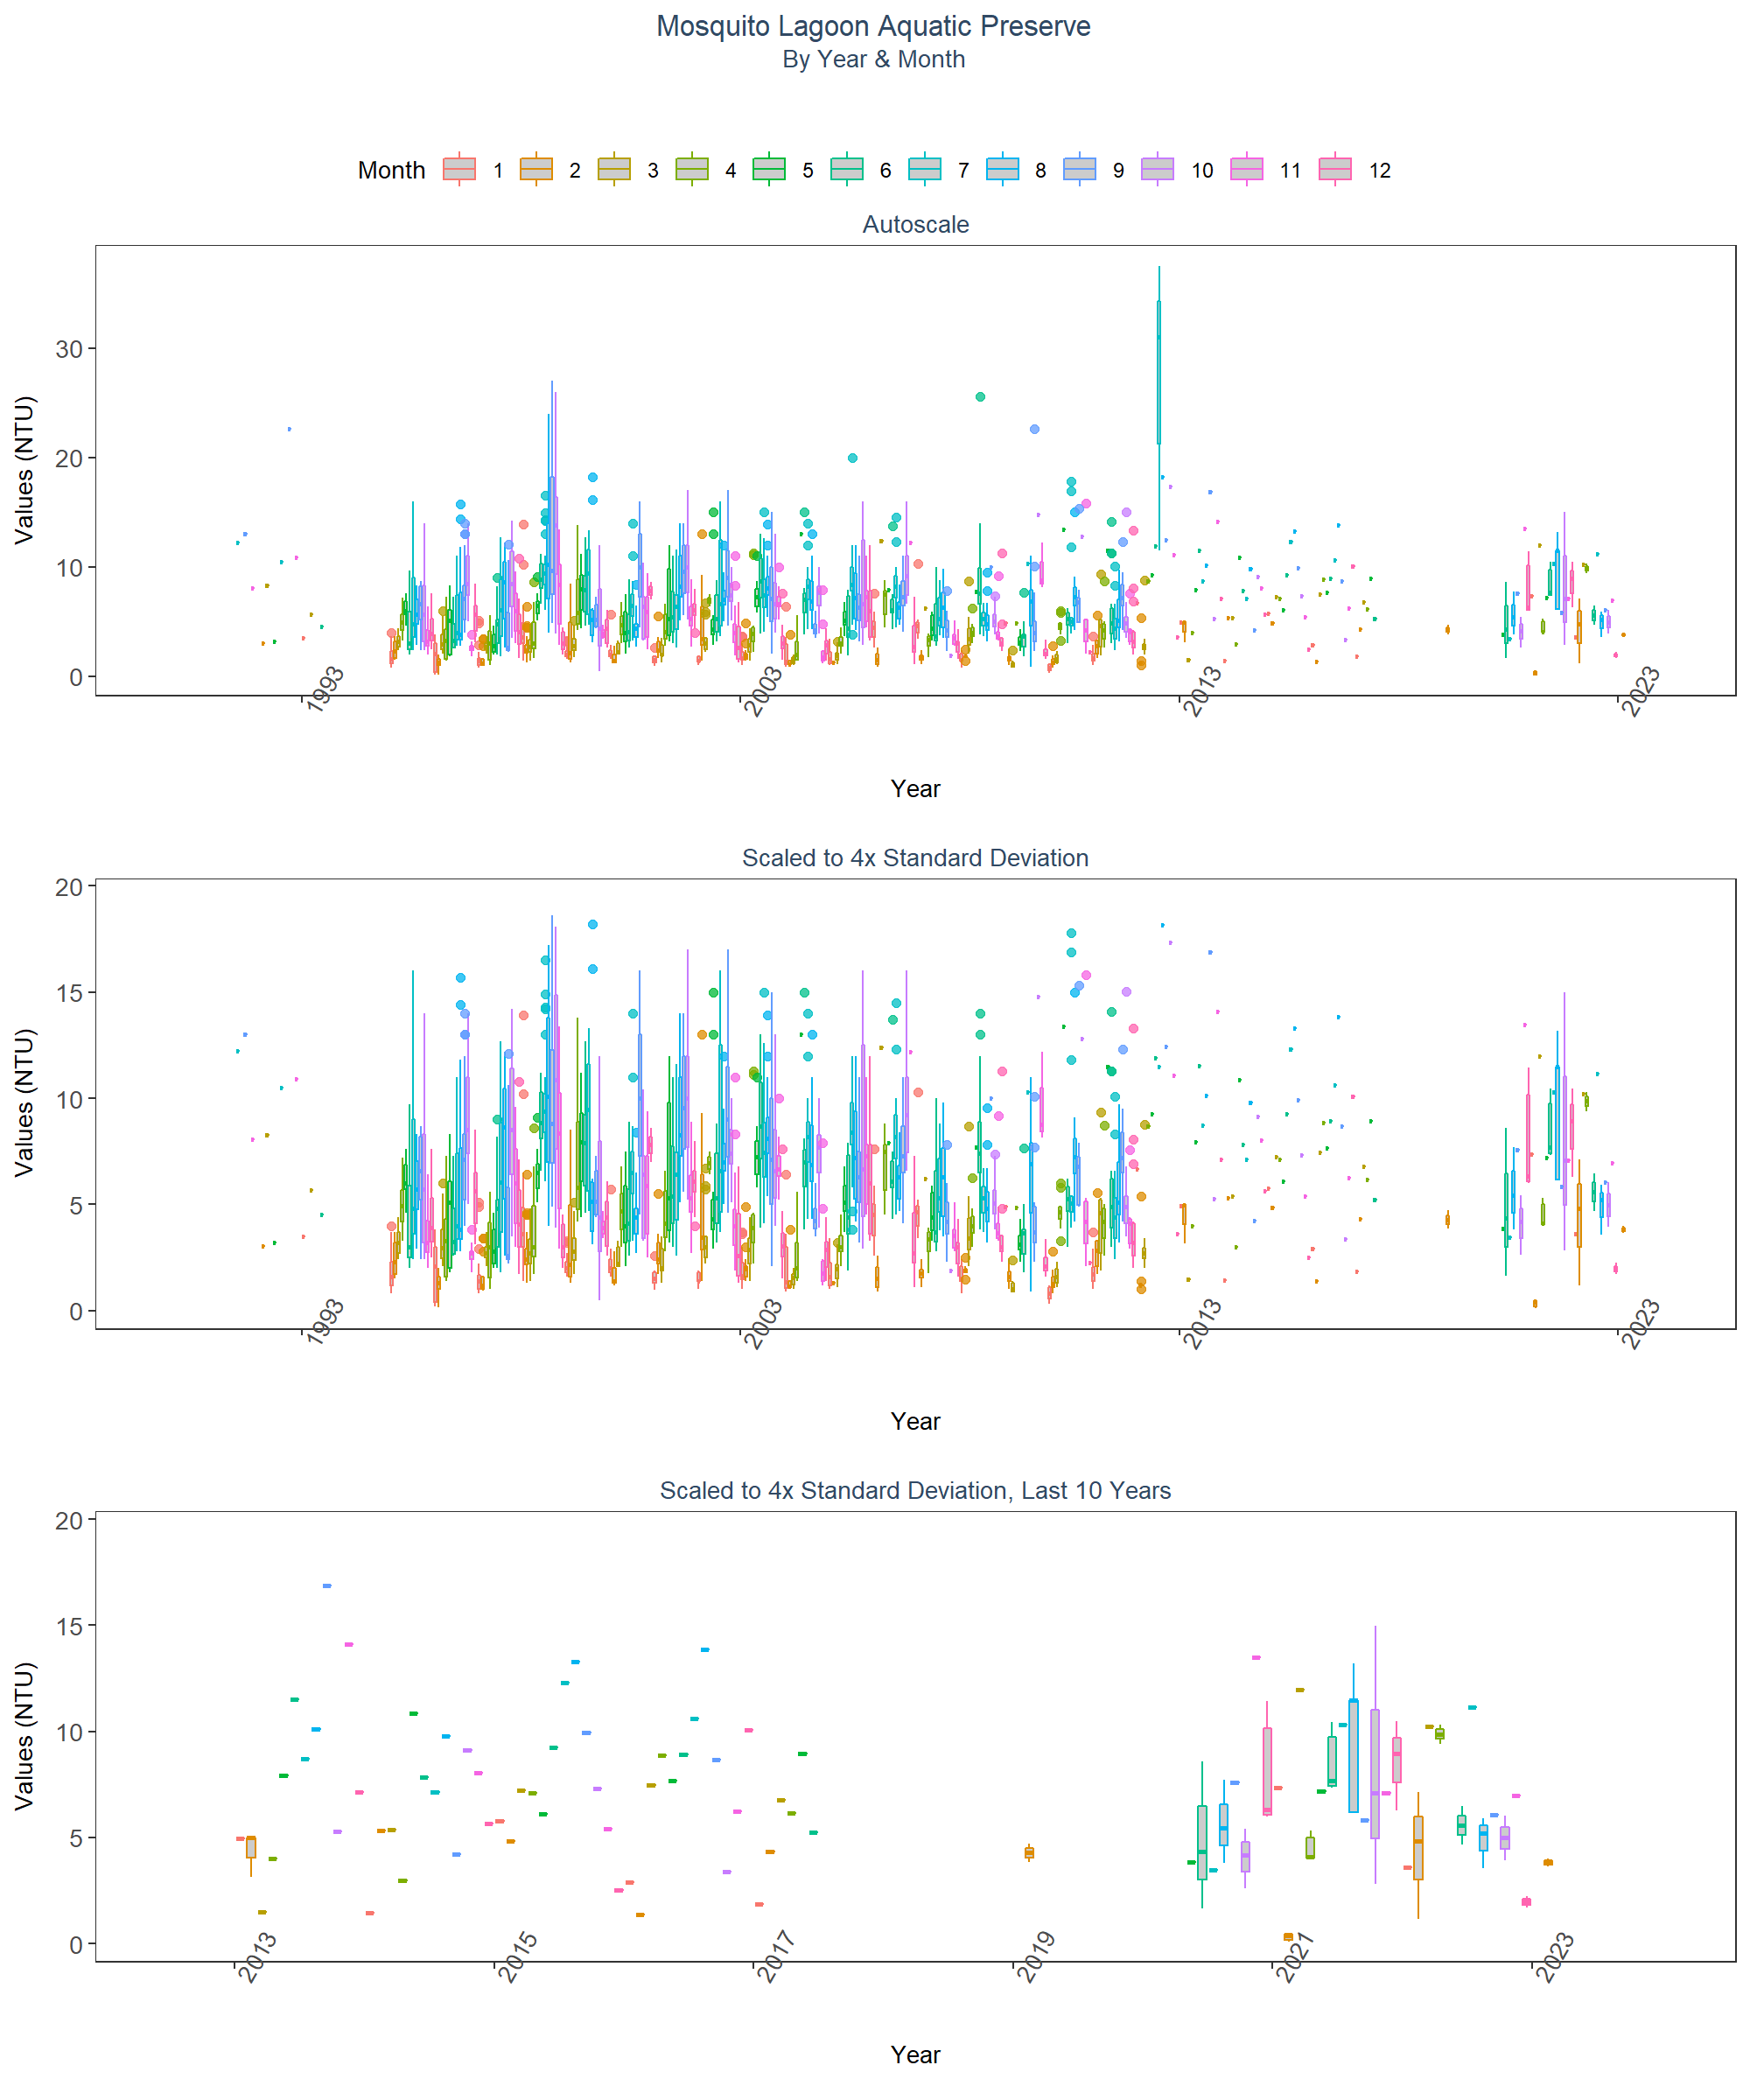 Mosquito Lagoon Aquatic Preserve
By Year & Month
Month 1 2 3 4 5 6 7 8 9 10 11 12
Autoscale
Values (NTU)
30
20
10
0
1993 2003 2013 2023
Year
Scaled to 4x Standard Deviation
Values (NTU)
20
15
10
5
0
1993 2003 2013 2023
Year
Scaled to 4x Standard Deviation, Last 10 Years
Values (NTU)
20
15
10
5
0
2013 2015 2017 2019 2021 2023
Year